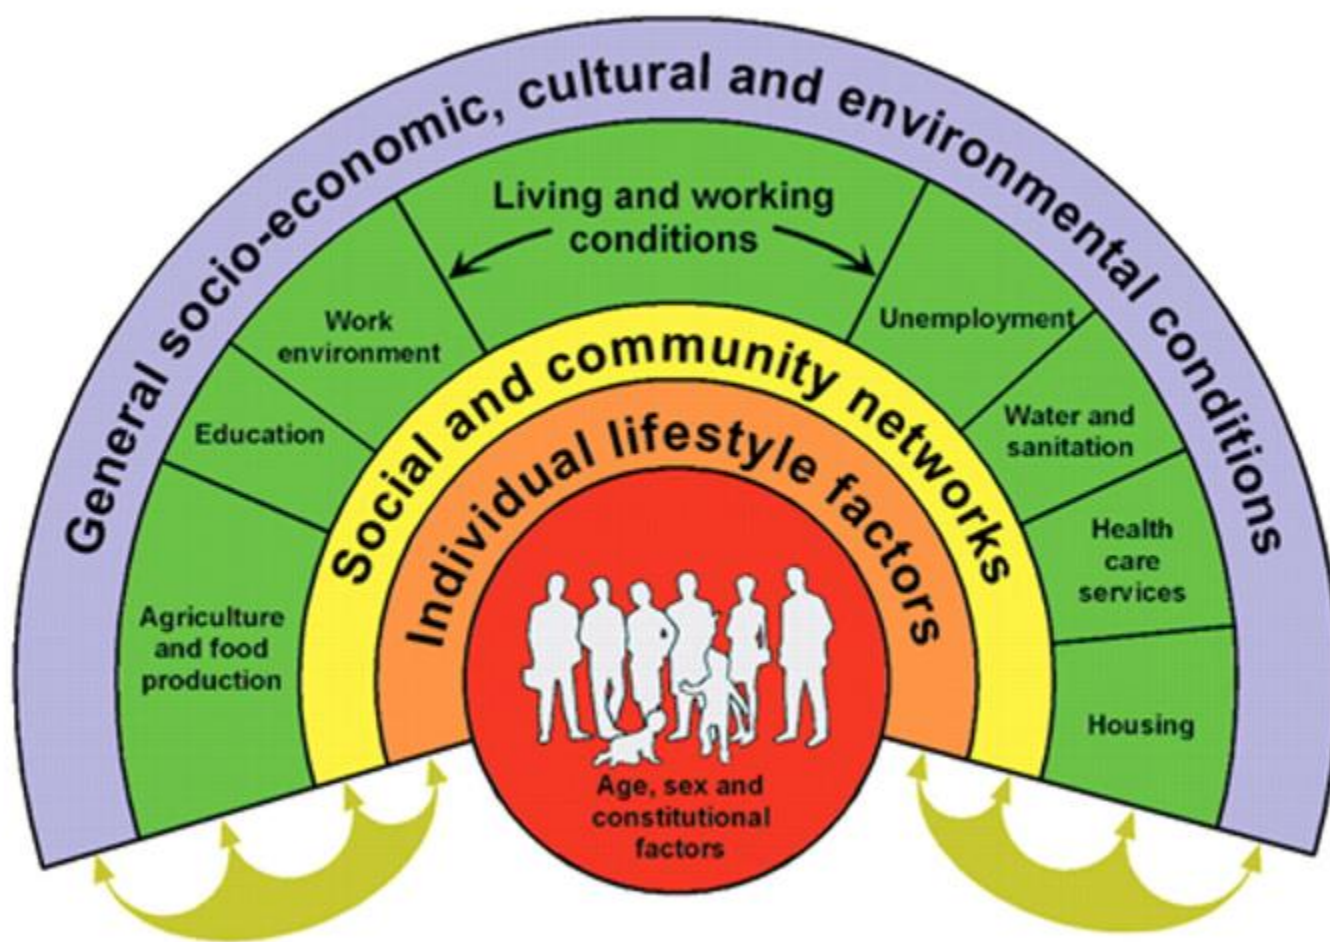 General socio-economic, cultural and environmental conditions
Living and working
conditions
Work
environment
Unemployment
Education
Water and
sanitation
Agriculture
and food
production
Health
care
services
Housing
Social and community networks
Individual lifestyle factors
Age, sex and
constitutional
factors